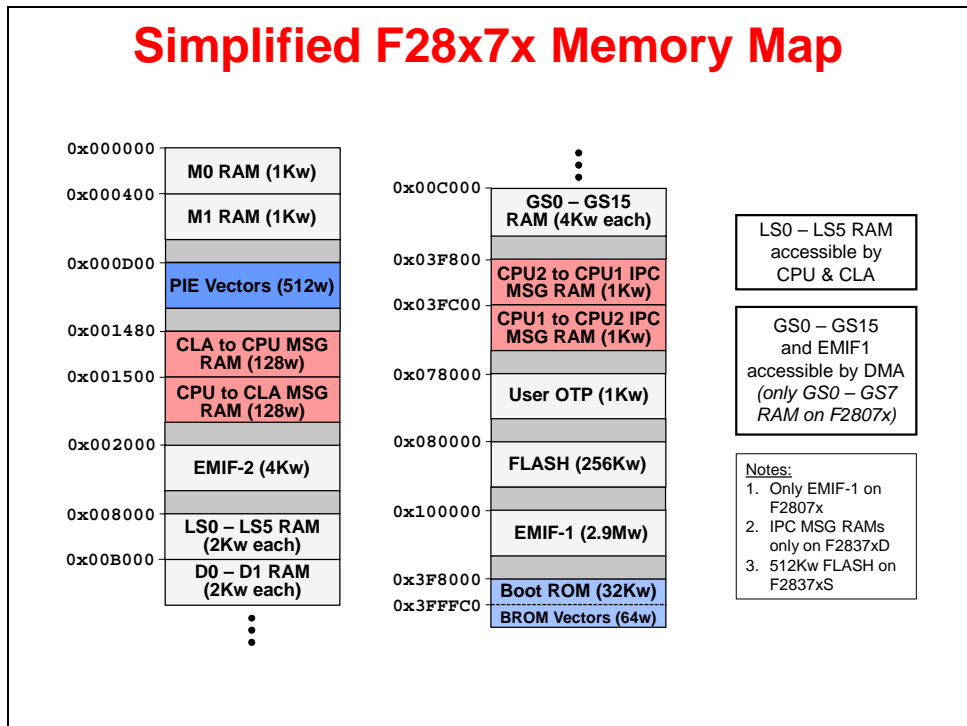 Simplified F28x7x Memory Map
0x000000
M0 RAM (1Kw)
0x000400
M1 RAM (1Kw)
0x000D00
PIE Vectors (512w)
0x001480
CLA to CPU MSG
RAM (128w)
0x001500
CPU to CLA MSG
RAM (128w)
0x002000
EMIF-2 (4Kw)
0x008000
LS0 – LS5 RAM
(2Kw each)
0x00B000
D0 – D1 RAM
(2Kw each)
0x00C000
GS0 – GS15
RAM (4Kw each)
0x03F800
CPU2 to CPU1 IPC
MSG RAM (1Kw)
0x03FC00
CPU1 to CPU2 IPC
MSG RAM (1Kw)
0x078000
User OTP (1Kw)
0x080000
FLASH (256Kw)
0x100000
EMIF-1 (2.9Mw)
0x3F8000
Boot ROM (32Kw)
0x3FFFC0
BROM Vectors (64w)
LS0 – LS5 RAM
accessible by
CPU & CLA
GS0 – GS15
and EMIF1
accessible by DMA
(only GS0 – GS7
RAM on F2807x)
Notes:
1. Only EMIF-1 on
F2807x
2. IPC MSG RAMs
only on F2837xD
3. 512Kw FLASH on
F2837xS